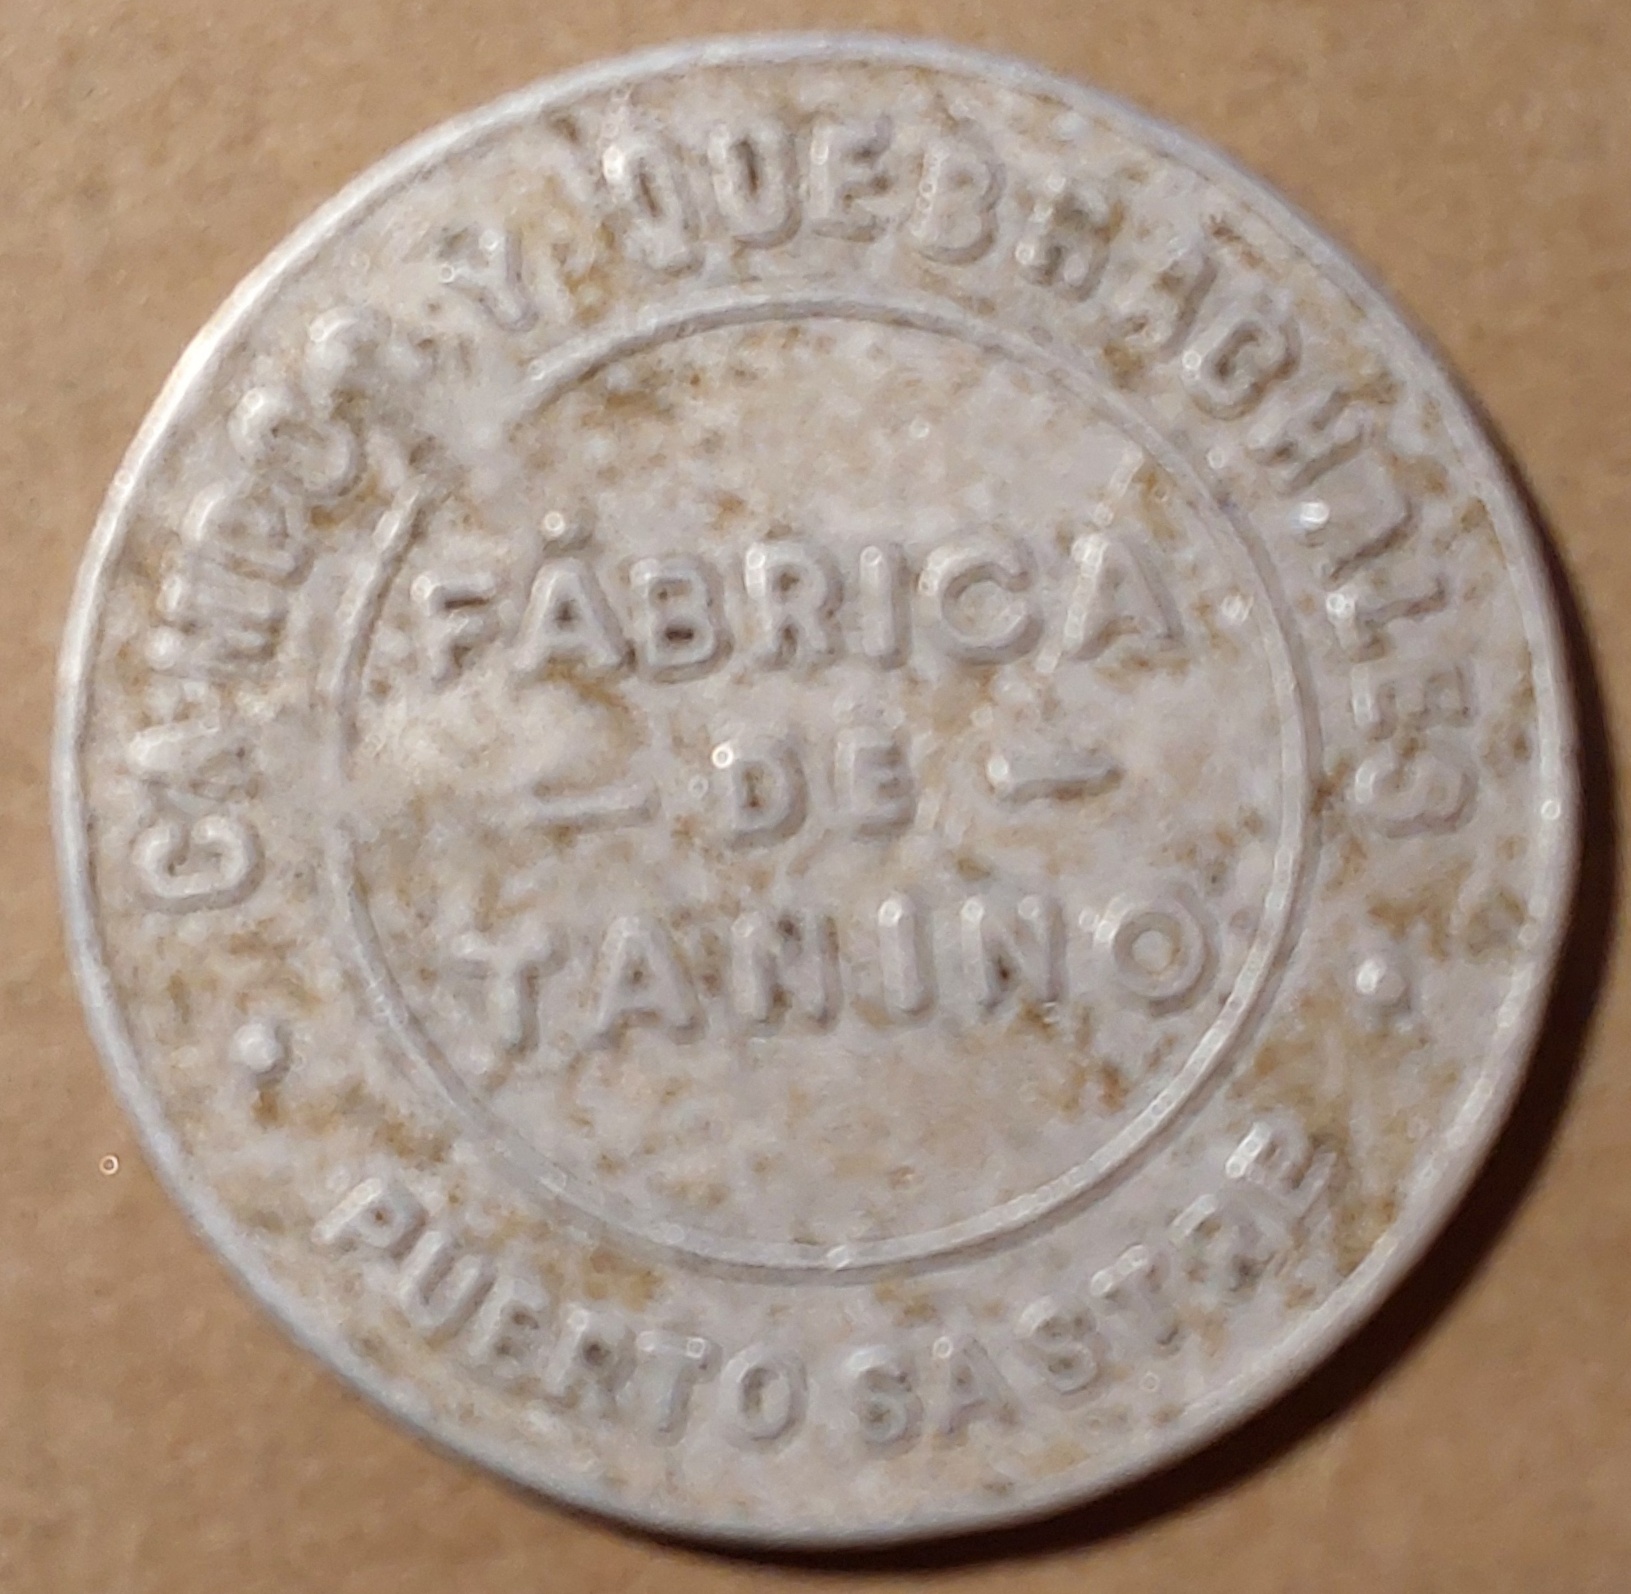 CAMPOS Y QUEBRACHALES
FÁBRICA
— DE —
TANINO
• PUERTO SASTRE •